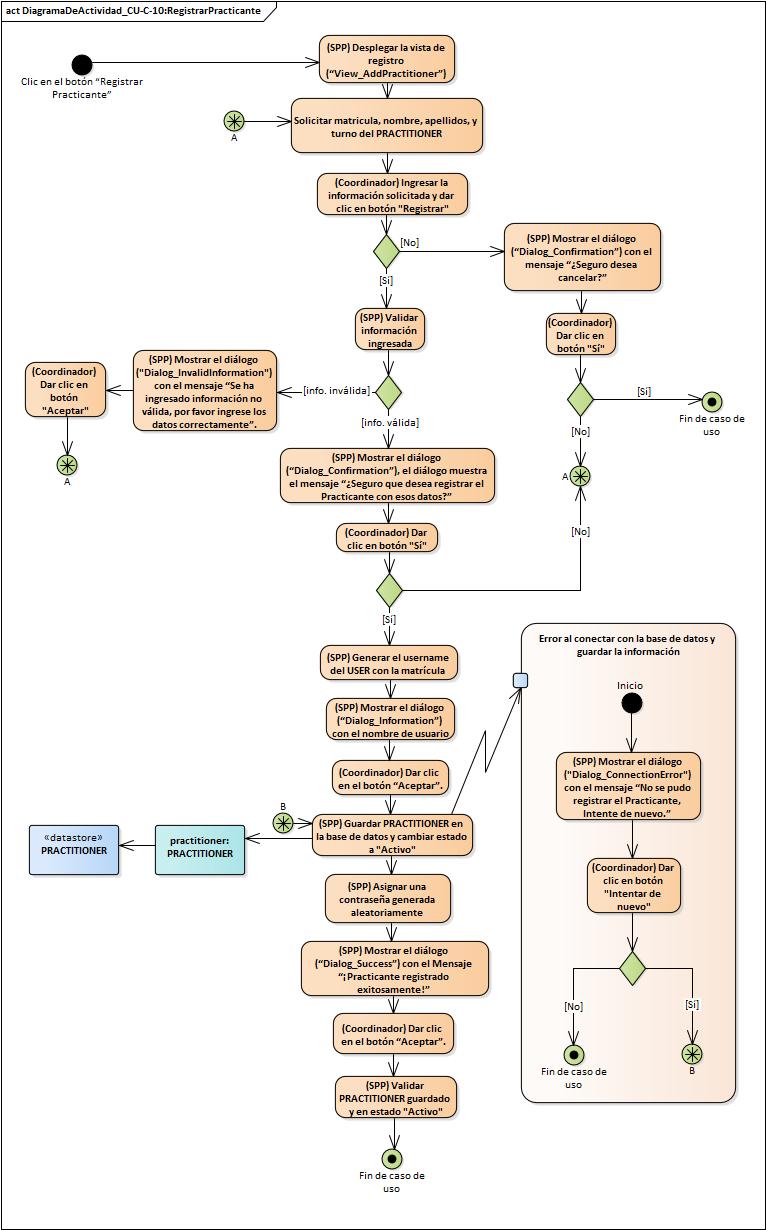 act DiagramaDeActividad_CU-C-10:RegistrarPracticante
Clic en el botón “Registrar
Practicante”
(SPP) Desplegar la vista de
registro
(“View_AddPractitioner”)
A
Solicitar matricula, nombre, apellidos, y
turno del PRACTITIONER
(Coordinador) Ingresar la
información solicitada y dar
clic en botón "Registrar"
[No]
[Sí]
(SPP) Mostrar el diálogo
(“Dialog_Confirmation”) con el
mensaje “¿Seguro desea
cancelar?”
(Coordinador)
Dar clic en
botón "Sí"
[Sí]
Fin de caso de
uso
[No]
A
(SPP) Validar
información
ingresada
[info. inválida]
[info. válida]
(SPP) Mostrar el diálogo
("Dialog_InvalidInformation")
con el mensaje “Se ha
ingresado información no
válida, por favor ingrese los
datos correctamente”.
(Coordinador)
Dar clic en
botón
"Aceptar"
A
(SPP) Mostrar el diálogo
(“Dialog_Confirmation”), el diálogo muestra
el mensaje “¿Seguro que desea registrar el
Practicante con esos datos?”
(Coordinador) Dar
clic en botón "Sí"
[No]
[Sí]
(SPP) Generar el username
del USER con la matrícula
(SPP) Mostrar el diálogo
(“Dialog_Information”)
con el nombre de usuario
(Coordinador) Dar clic
en el botón “Aceptar”.
B
(SPP) Guardar PRACTITIONER en
la base de datos y cambiar estado
a "Activo"
practitioner:
PRACTITIONER
«datastore»
PRACTITIONER
(SPP) Asignar una
contraseña generada
aleatoriamente
(SPP) Mostrar el diálogo
(“Dialog_Success”) con el Mensaje
“¡Practicante registrado
exitosamente!”
(Coordinador) Dar clic
en el botón “Aceptar”.
(SPP) Validar
PRACTITIONER guardado
y en estado "Activo"
Fin de caso de
uso
Error al conectar con la base de datos y
guardar la información
Inicio
(SPP) Mostrar el diálogo
("Dialog_ConnectionError")
con el mensaje “No se pudo
registrar el Practicante,
Intente de nuevo.”
(Coordinador) Dar
clic en botón
"Intentar de
nuevo"
[No]
[Sí]
Fin de caso de
uso
B